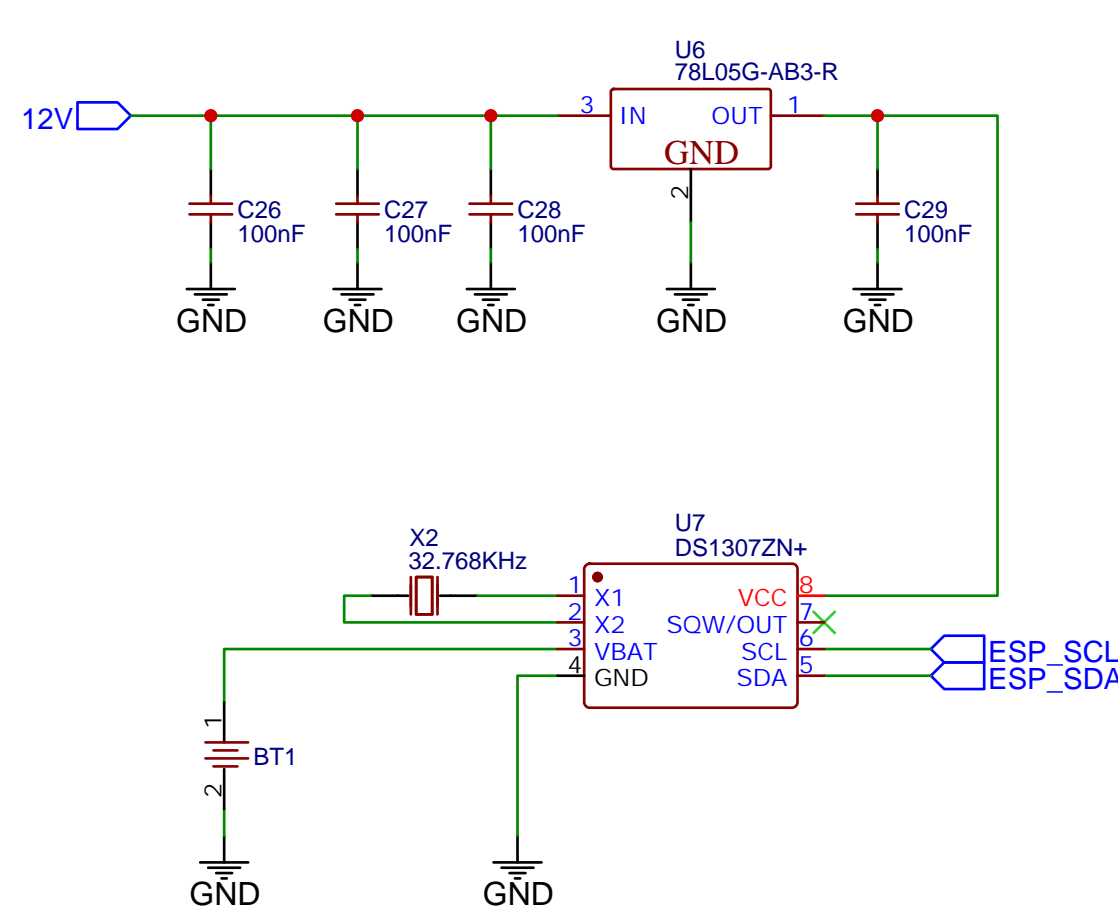 U6
78L05G-AB3-R
12V
3
IN
OUT
1
GND
2
C26
100nF
C27
100nF
C28
100nF
C29
100nF
GND
GND
GND
GND
GND
U7
DS1307ZN+
X2
32.768KHz
1
X1
VCC
8
2
X2
SQW/OUT
7
3
VBAT
SCL
6
ESP_SCL
4
GND
SDA
5
ESP_SDA
1
BT1
2
GND
GND